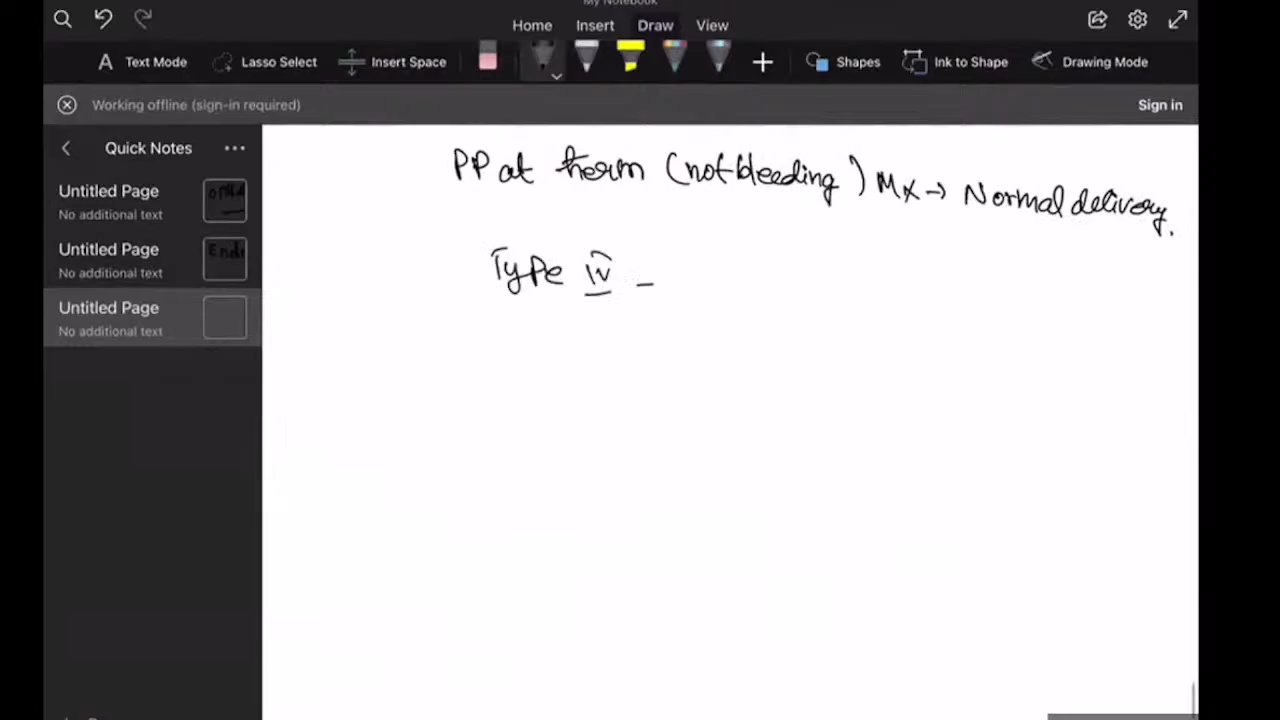 My Notebook
Home Insert Draw View
Text Mode Lasso Select Insert Space Shapes Ink to Shape Drawing Mode
Working offline (sign-in required) Sign in
Quick Notes
Untitled Page
No additional text
Untitled Page
No additional text
Untitled Page
No additional text
PP at therm (not bleeding) Mx → Normal delivery.
Type IV -